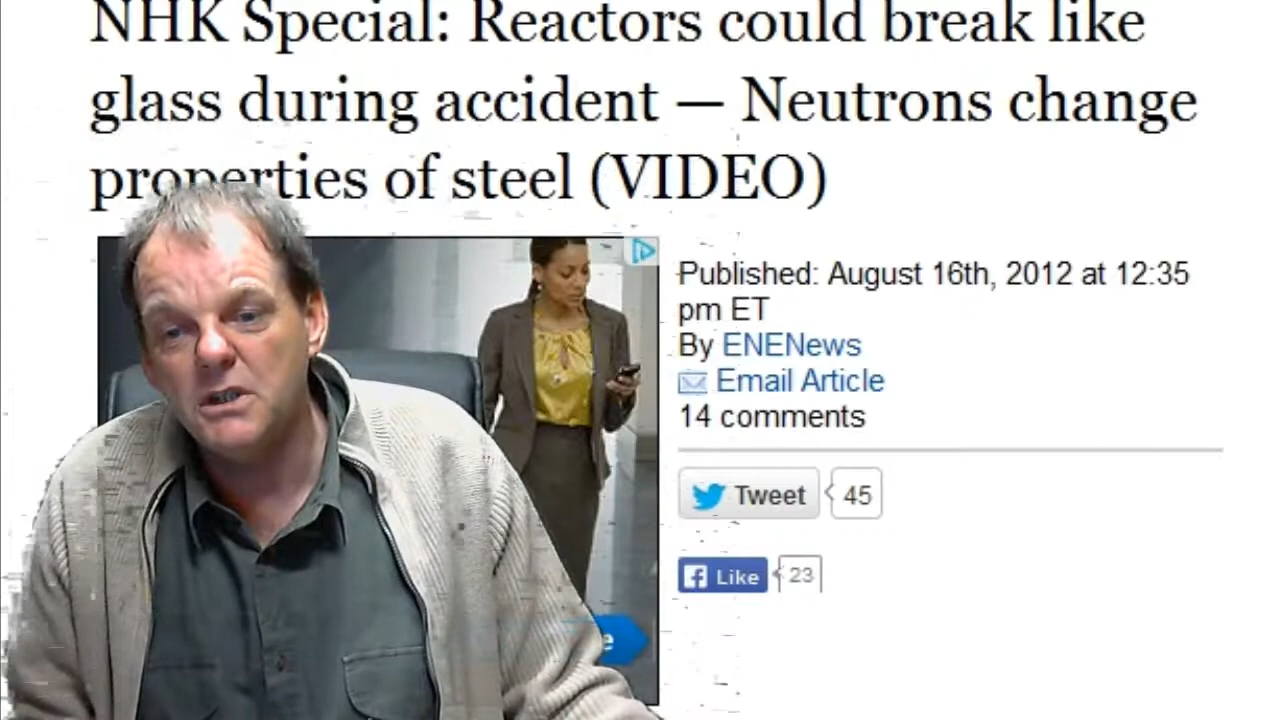 NHK Special: Reactors could break like
glass during accident — Neutrons change
properties of steel (VIDEO)
Published: August 16th, 2012 at 12:35
pm ET
By ENENews
Email Article
14 comments
Tweet 45
Like 23
e